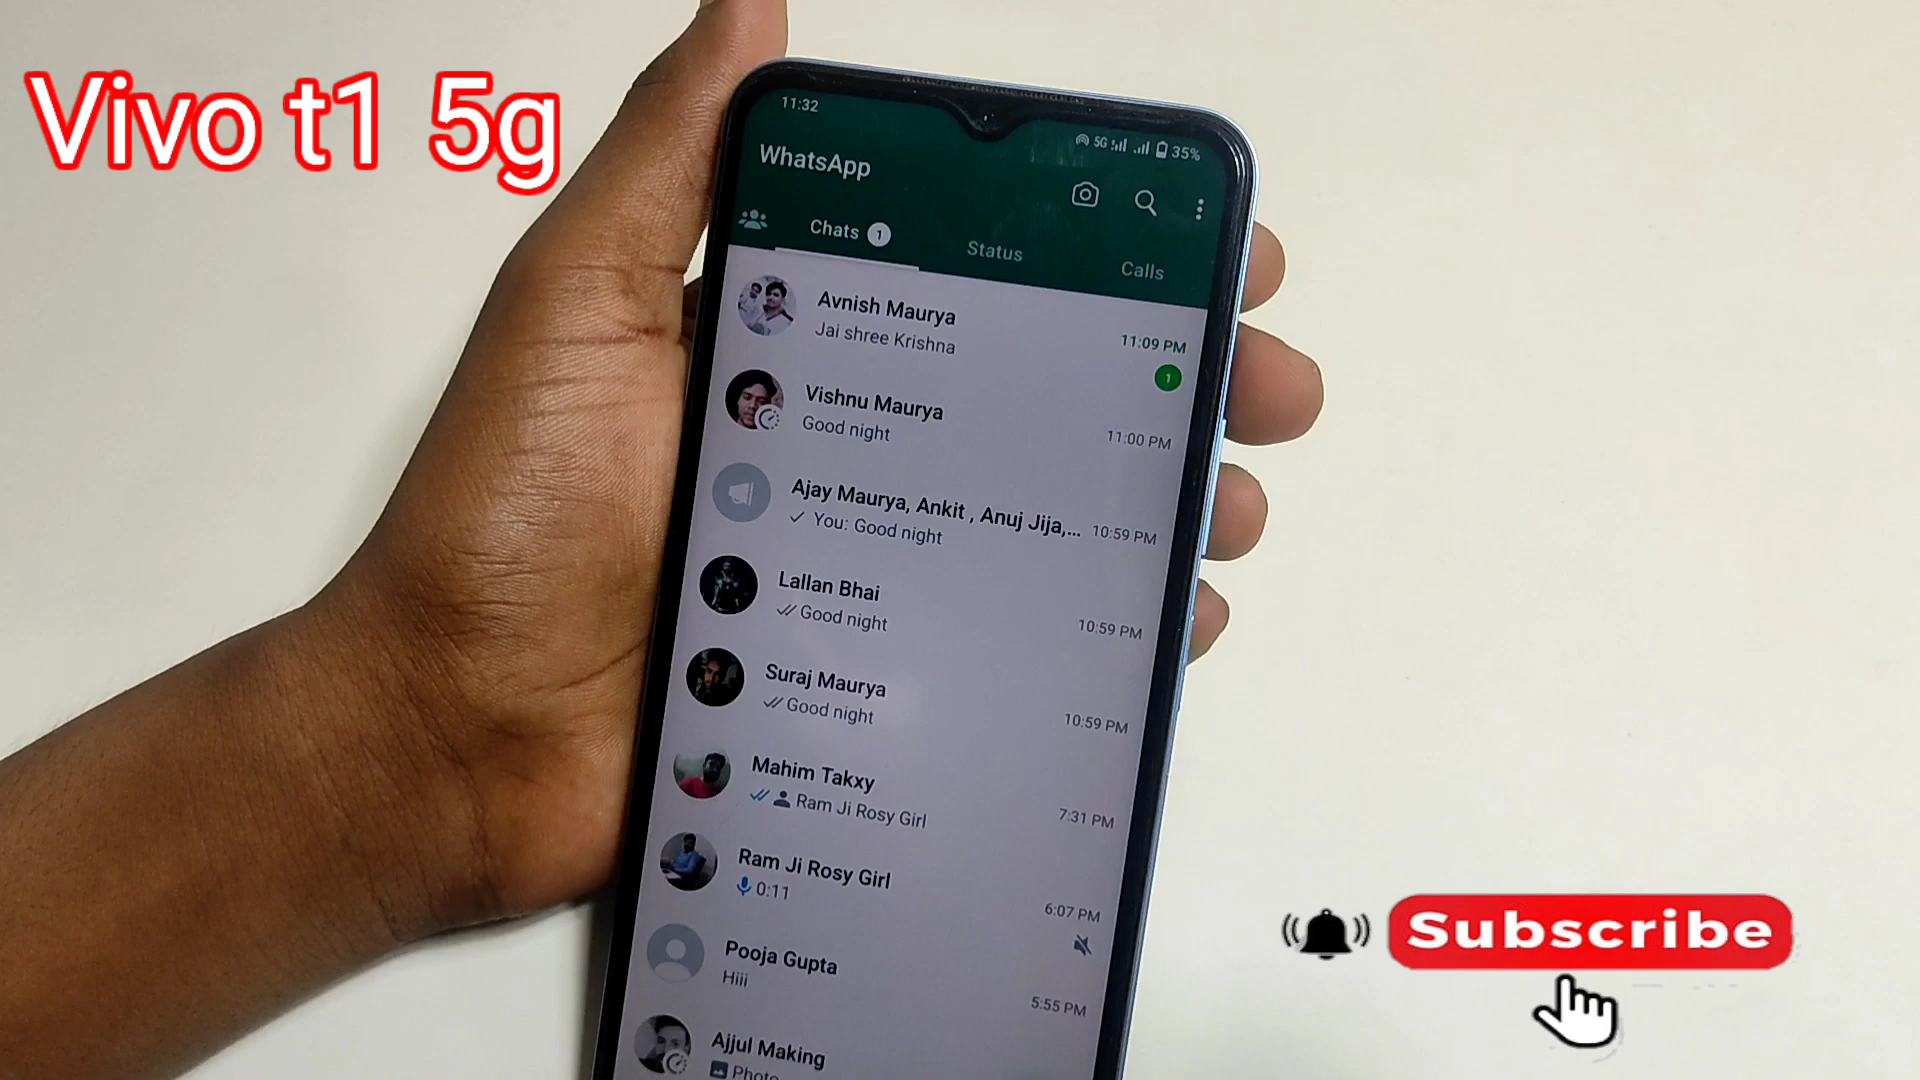 Vivo t1 5g
11:32
5G 35%
WhatsApp
Chats 1
Status
Calls
Avnish Maurya
Jai shree Krishna
11:09 PM
1
Vishnu Maurya
Good night
11:00 PM
Ajay Maurya, Ankit , Anuj Jija,...
10:59 PM
You: Good night
Lallan Bhai
Good night
10:59 PM
Suraj Maurya
Good night
10:59 PM
Mahim Takxy
Ram Ji Rosy Girl
7:31 PM
Ram Ji Rosy Girl
0:11
6:07 PM
Pooja Gupta
Hiii
5:55 PM
Ajjul Making
Photo
Subscribe